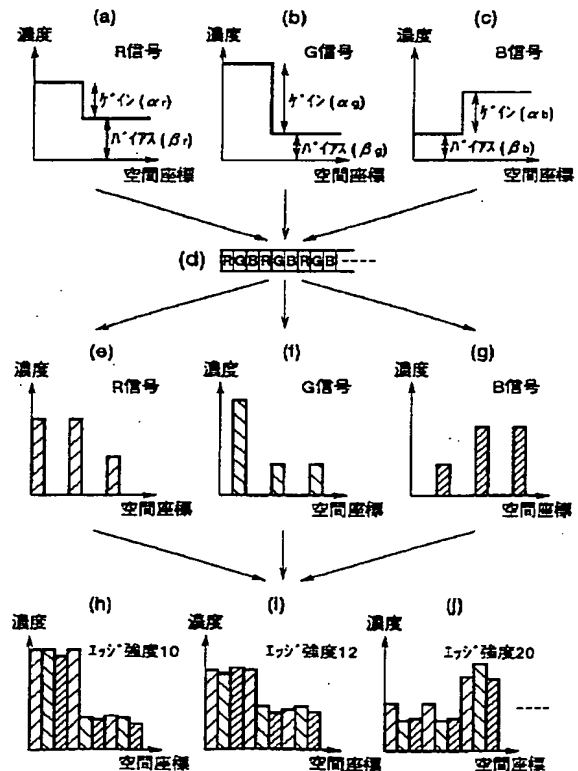 (a) (b) (c)
濃度 R信号 濃度 G信号 濃度 B信号
ｹﾞｲﾝ(αr) ｹﾞｲﾝ(αg) ｹﾞｲﾝ(αb)
ﾊﾞｲｱｽ(βr) ﾊﾞｲｱｽ(βg) ﾊﾞｲｱｽ(βb)
空間座標 空間座標 空間座標
(d) R G B R G B R G B
(e) (f) (g)
濃度 R信号 濃度 G信号 濃度 B信号
空間座標 空間座標 空間座標
(h) (i) (j)
濃度 ｴｯｼﾞ強度10 濃度 ｴｯｼﾞ強度12 濃度 ｴｯｼﾞ強度20
空間座標 空間座標 空間座標